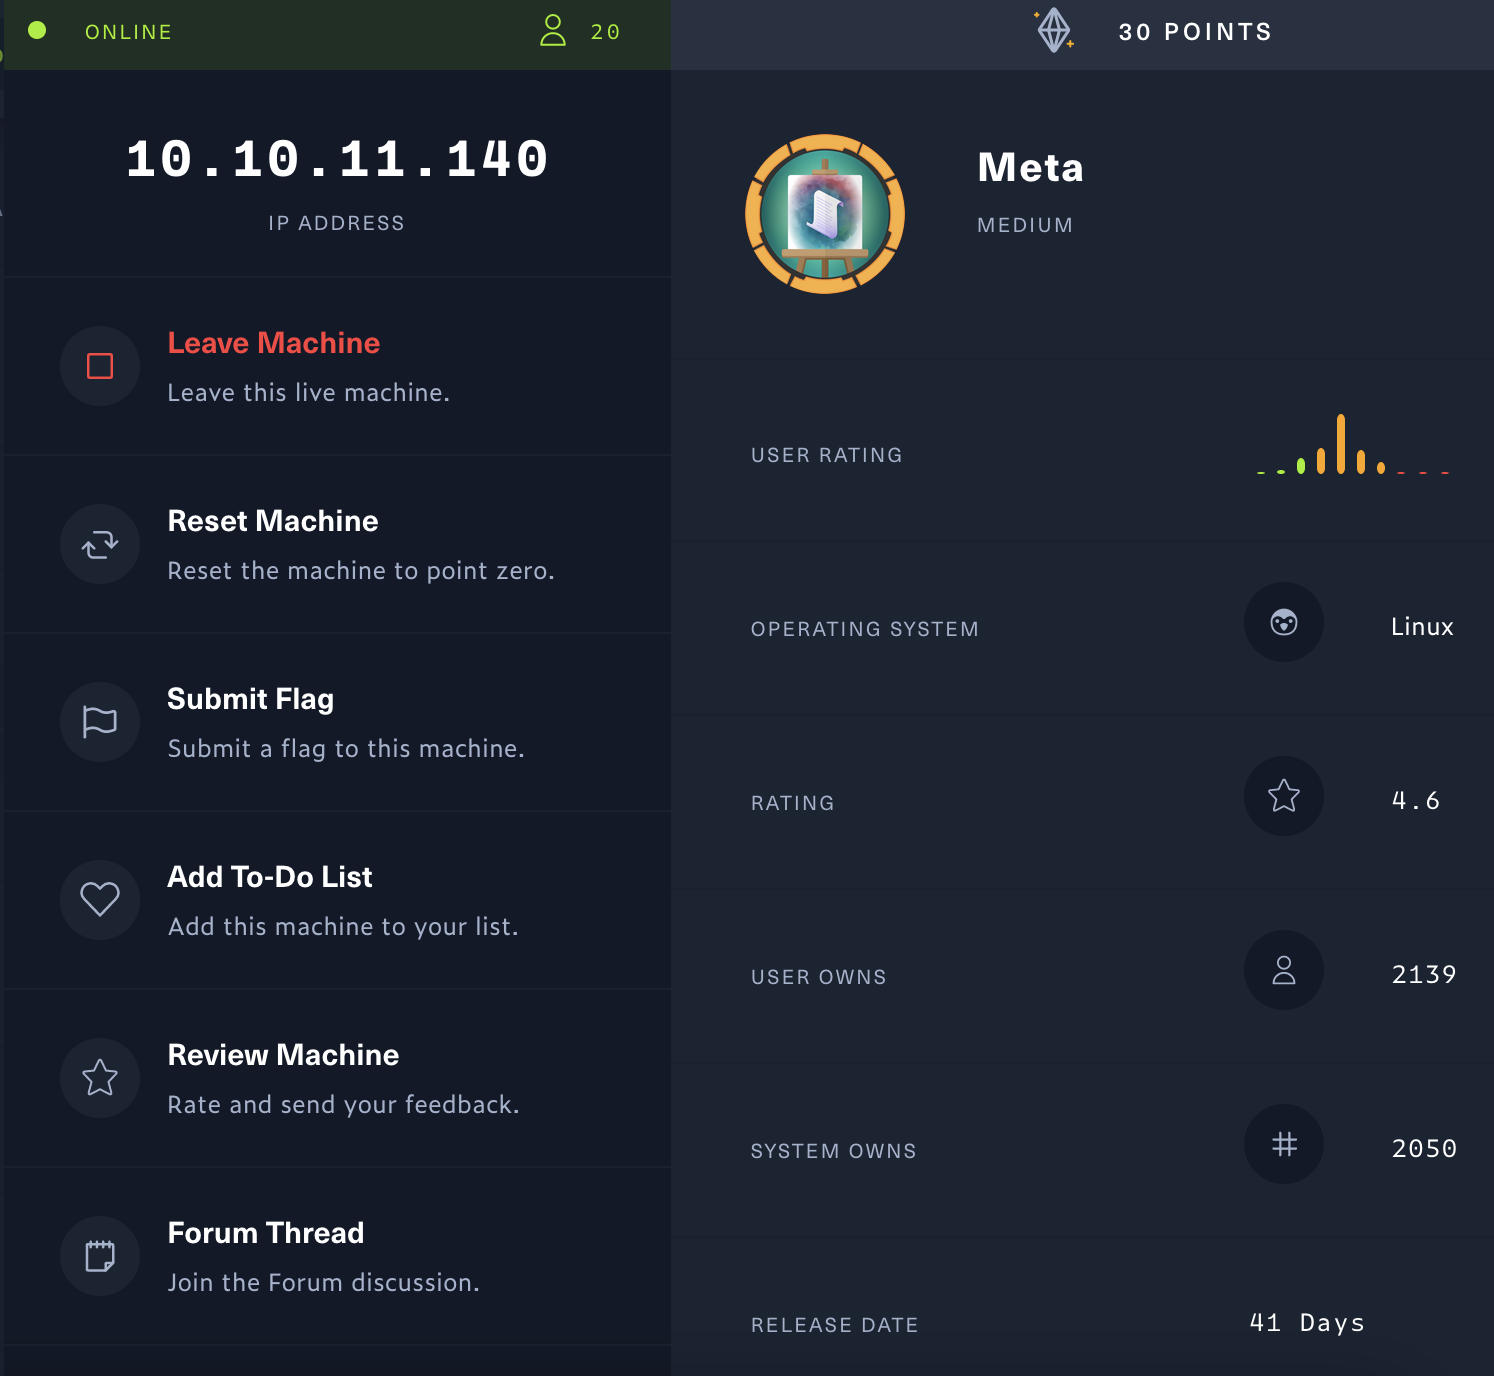 ONLINE
20
10.10.11.140
IP ADDRESS
Leave Machine
Leave this live machine.
Reset Machine
Reset the machine to point zero.
Submit Flag
Submit a flag to this machine.
Add To-Do List
Add this machine to your list.
Review Machine
Rate and send your feedback.
Forum Thread
Join the Forum discussion.
30 POINTS
Meta
MEDIUM
USER RATING
OPERATING SYSTEM
Linux
RATING
4.6
USER OWNS
2139
SYSTEM OWNS
2050
RELEASE DATE
41 Days